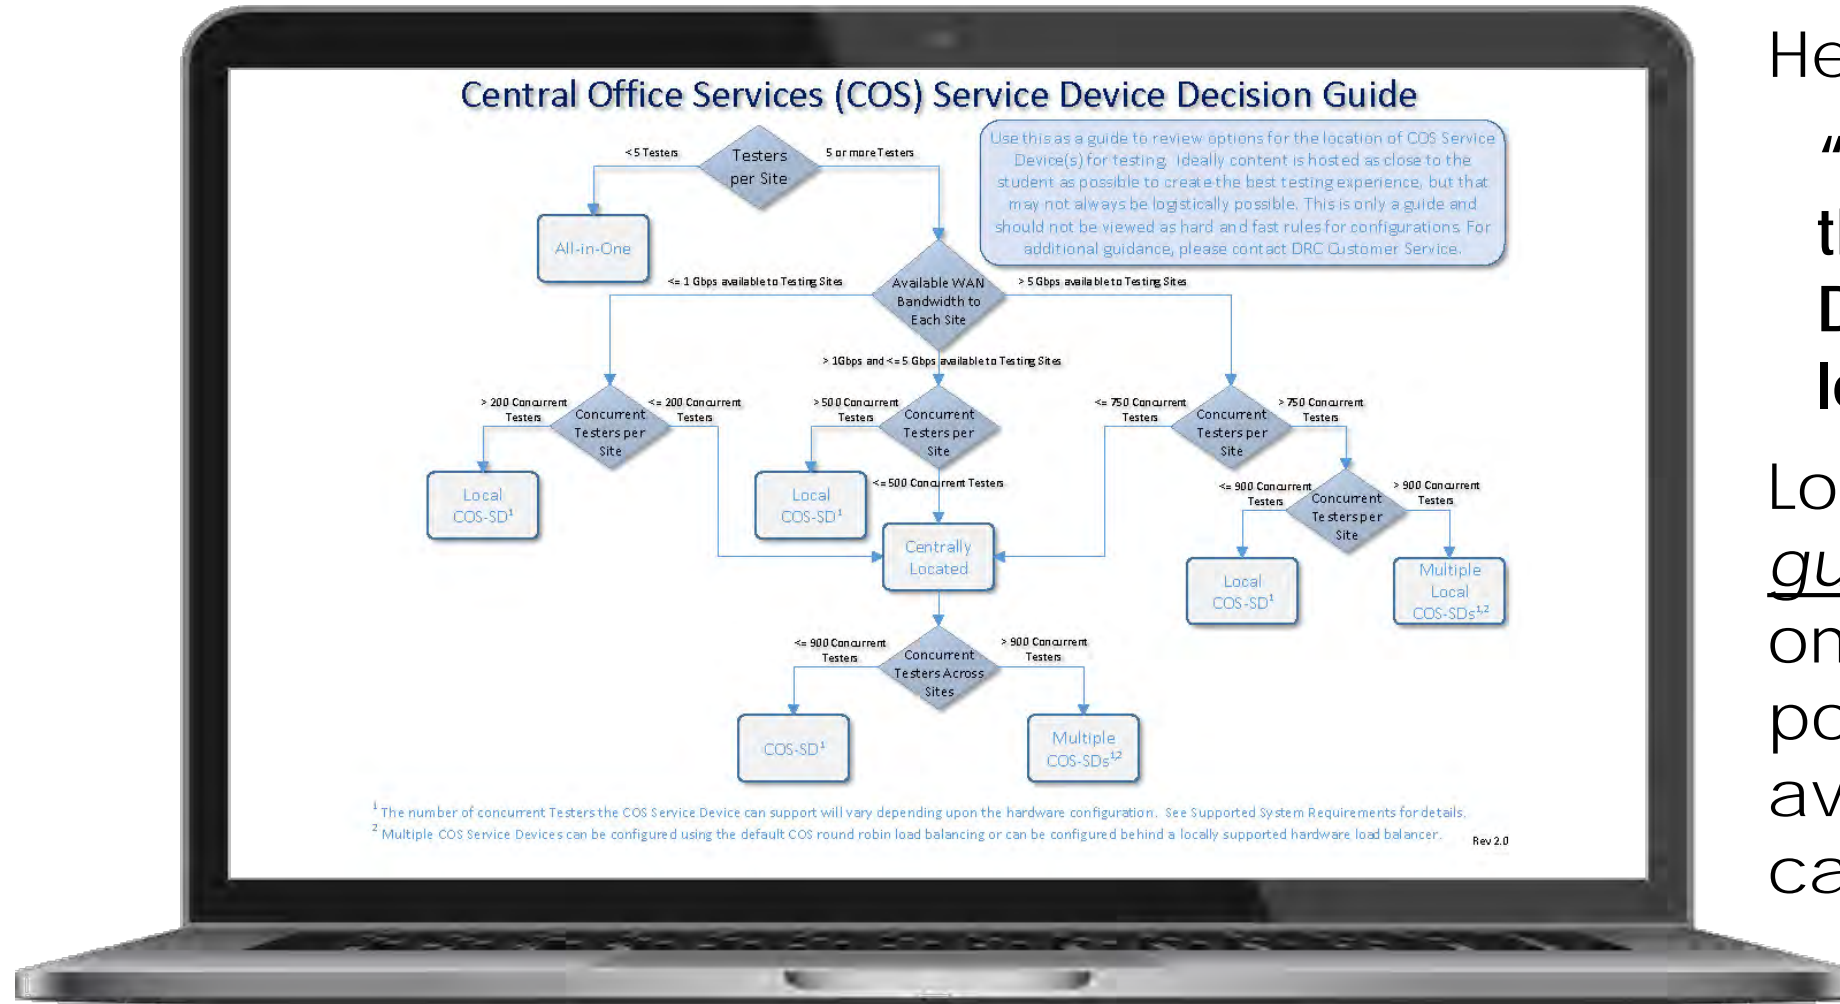 Central Office Services (COS) Service Device Decision Guide
Use this as a guide to review options for the location of COS Service
Device(s) for testing. Ideally content is hosted as close to the
student as possible to create the best testing experience, but that
may not always be logistically possible. This is only a guide and
should not be viewed as hard and fast rules for configurations. For
additional guidance, please contact DRC Customer Service.
< 5 Testers
Testers
per Site
5 or more Testers
All-in-One
<= 1 Gbps available to Testing Sites
Available WAN
Bandwidth to
Each Site
> 5 Gbps available to Testing Sites
> 1Gbps and <= 5 Gbps available to Testing Sites
> 200 Concurrent
Testers
Concurrent
Testers per
Site
<= 200 Concurrent
Testers
> 500 Concurrent
Testers
Concurrent
Testers per
Site
<= 750 Concurrent
Testers
Concurrent
Testers per
Site
> 750 Concurrent
Testers
Local
COS-SD¹
Local
COS-SD¹
<= 500 Concurrent Testers
<= 900 Concurrent
Testers
Concurrent
Testers per
Site
> 900 Concurrent
Testers
Centrally
Located
Local
COS-SD¹
Multiple
Local
COS-SDs¹,²
<= 900 Concurrent
Testers
Concurrent
Testers Across
Sites
> 900 Concurrent
Testers
COS-SD¹
Multiple
COS-SDs¹,²
¹ The number of concurrent Testers the COS Service Device can support will vary depending upon the hardware configuration. See Supported System Requirements for details.
² Multiple COS Service Devices can be configured using the default COS round robin load balancing or can be configured behind a locally supported hardware load balancer.
Rev 2.0
He
“
D
Lo
gu
on
po
av
ca